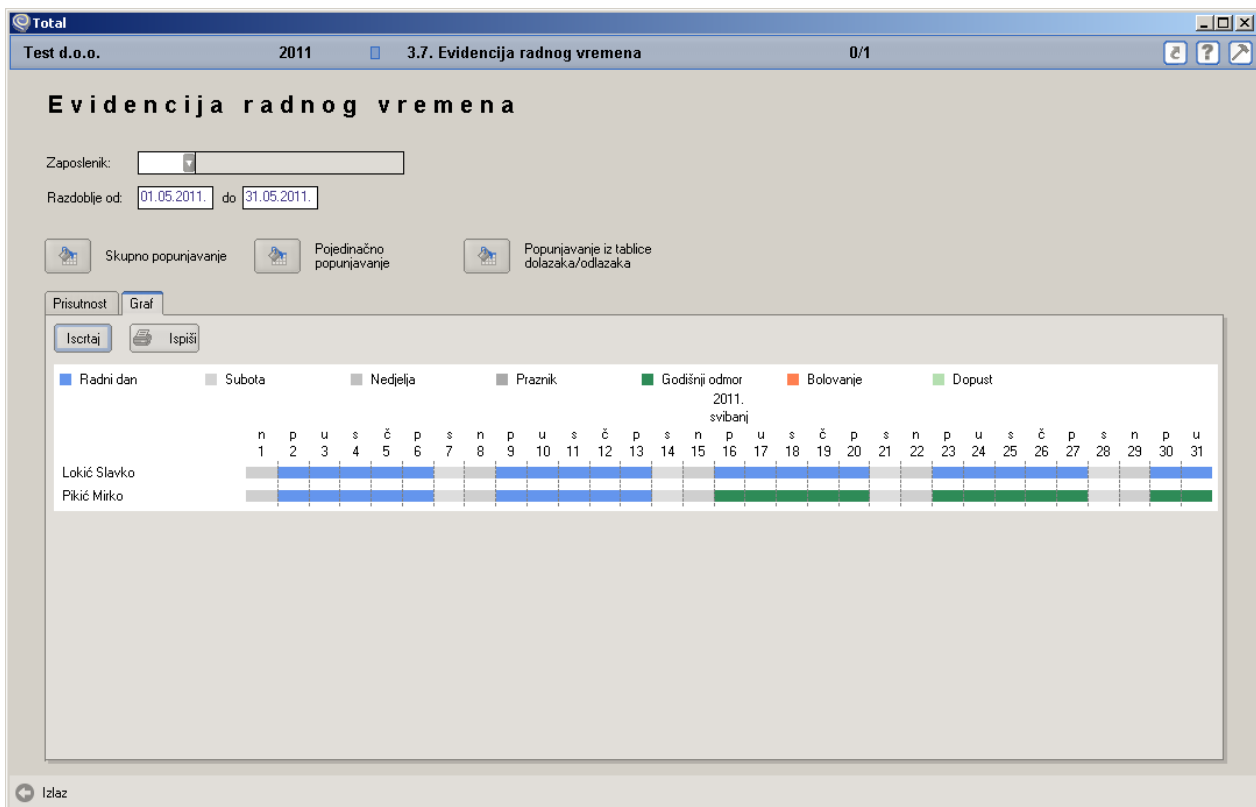 Total
Test d.o.o. 2011 3.7. Evidencija radnog vremena 0/1
Evidencija radnog vremena
Zaposlenik:
Razdoblje od: 01.05.2011. do 31.05.2011.
Skupno popunjavanje
Pojedinačno
popunjavanje
Popunjavanje iz tablice
dolazaka/odlazaka
Prisutnost Graf
Iscrtaj Ispiši
Radni dan Subota Nedjelja Praznik Godišnji odmor Bolovanje Dopust
2011.
svibanj
n p u s č p s n p u s č p s n p u s č p s n p u s č p s n p u
1 2 3 4 5 6 7 8 9 10 11 12 13 14 15 16 17 18 19 20 21 22 23 24 25 26 27 28 29 30 31
Lokić Slavko
Pikić Mirko
Izlaz